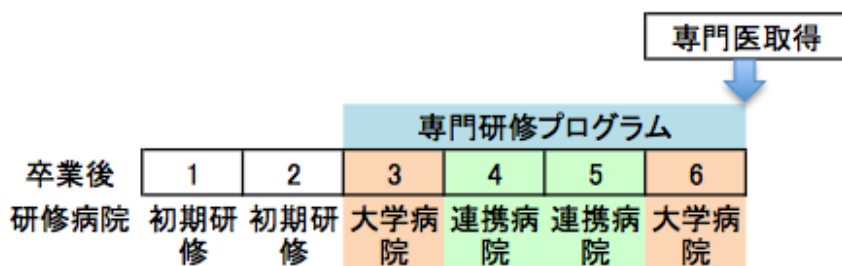 専門医取得
専門研修プログラム
卒業後 1 2 3 4 5 6
研修病院 初期研修 初期研修 大学病院 連携病院 連携病院 大学病院